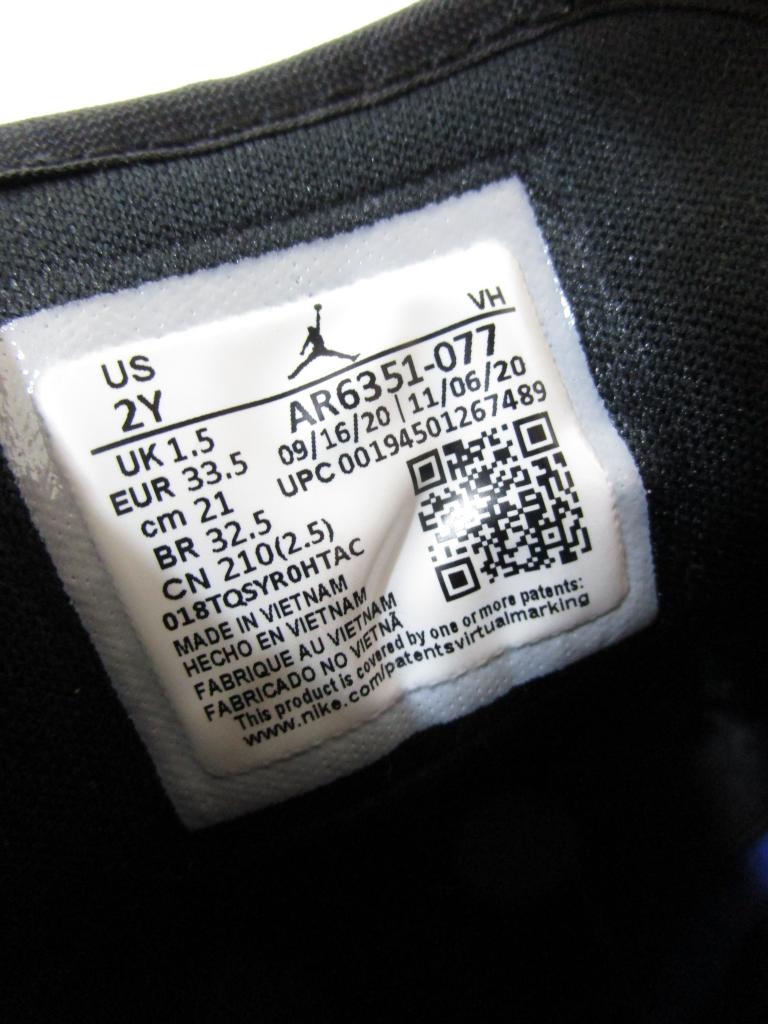 US
2Y
VH
AR6351-077
09/16/20 | 11/06/20
UPC 00194501267489
UK 1.5
EUR 33.5
cm 21
BR 32.5
CN 210(2.5)
018TQSYR0HTAC
MADE IN VIETNAM
HECHO EN VIETNAM
FABRIQUE AU VIETNAM
FABRICADO NO VIETNÃ
This product is covered by one or more patents:
www.nike.com/patentsvirtualmarking